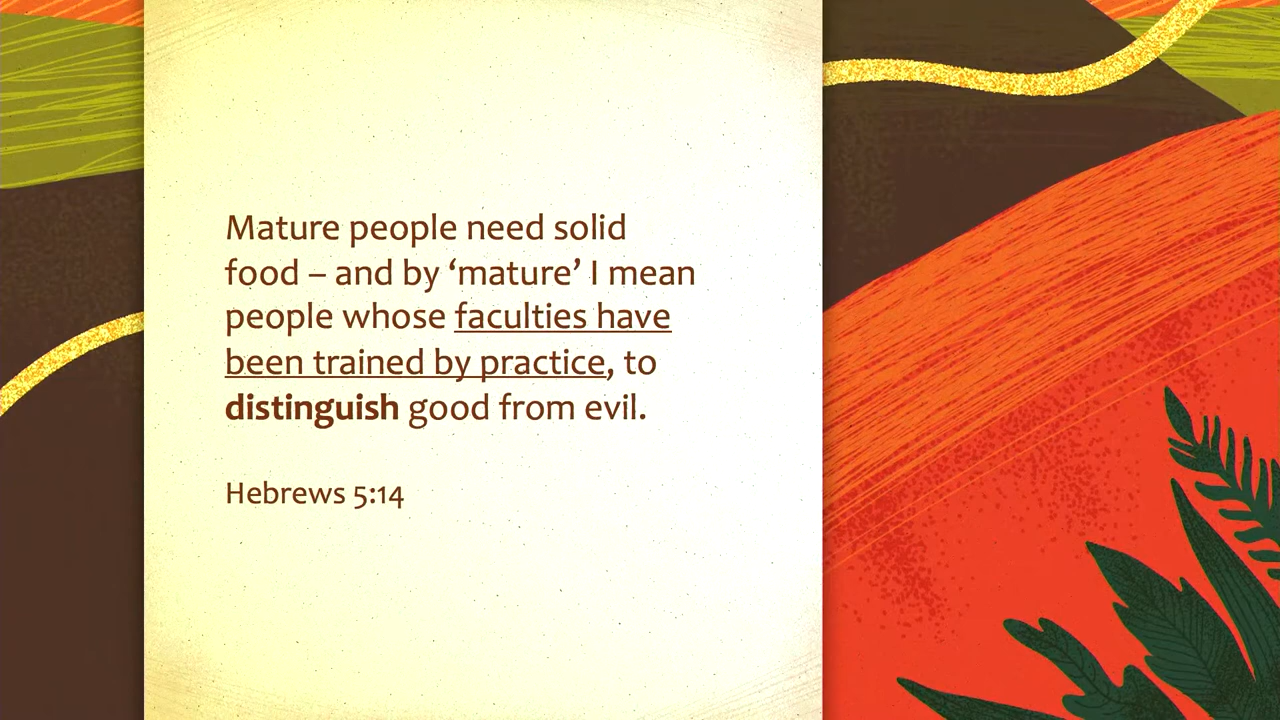 Mature people need solid
food – and by ‘mature’ I mean
people whose faculties have
been trained by practice, to
distinguish good from evil.
Hebrews 5:14